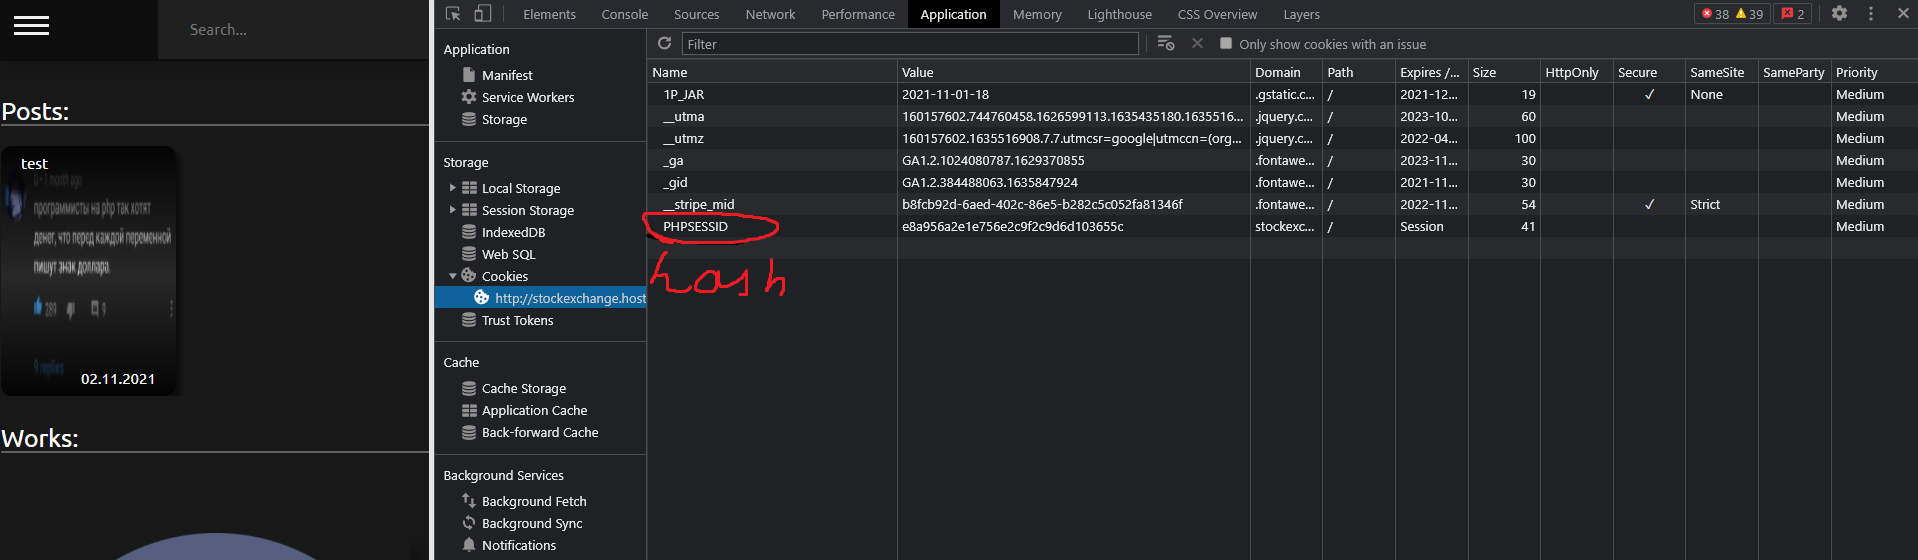 Search...
Posts:
test
0 • 1 month ago
программисты на php так хотят
денег, что перед каждой переменной
пишут знак доллара.
289
9
9 replies
02.11.2021
Works:
Elements Console Sources Network Performance Application Memory Lighthouse CSS Overview Layers 38 39 2
Application
Manifest
Service Workers
Storage
Storage
Local Storage
Session Storage
IndexedDB
Web SQL
Cookies
http://stockexchange.host
Trust Tokens
Cache
Cache Storage
Application Cache
Back-forward Cache
Background Services
Background Fetch
Background Sync
Notifications
Filter Only show cookies with an issue
Name Value Domain Path Expires /... Size HttpOnly Secure SameSite SameParty Priority
1P_JAR 2021-11-01-18 .gstatic.c... / 2021-12... 19 ✓ None Medium
__utma 160157602.744760458.1626599113.1635435180.1635516... .jquery.c... / 2023-10... 60 Medium
__utmz 160157602.1635516908.7.7.utmcsr=google|utmccn=(org... .jquery.c... / 2022-04... 100 Medium
_ga GA1.2.1024080787.1629370855 .fontawe... / 2023-11... 30 Medium
_gid GA1.2.384488063.1635847924 .fontawe... / 2021-11... 30 Medium
__stripe_mid b8fcb92d-6aed-402c-86e5-b282c5c052fa81346f .fontawe... / 2022-11... 54 ✓ Strict Medium
PHPSESSID e8a956a2e1e756e2c9f2c9d6d103655c stockexc... / Session 41 Medium
hash